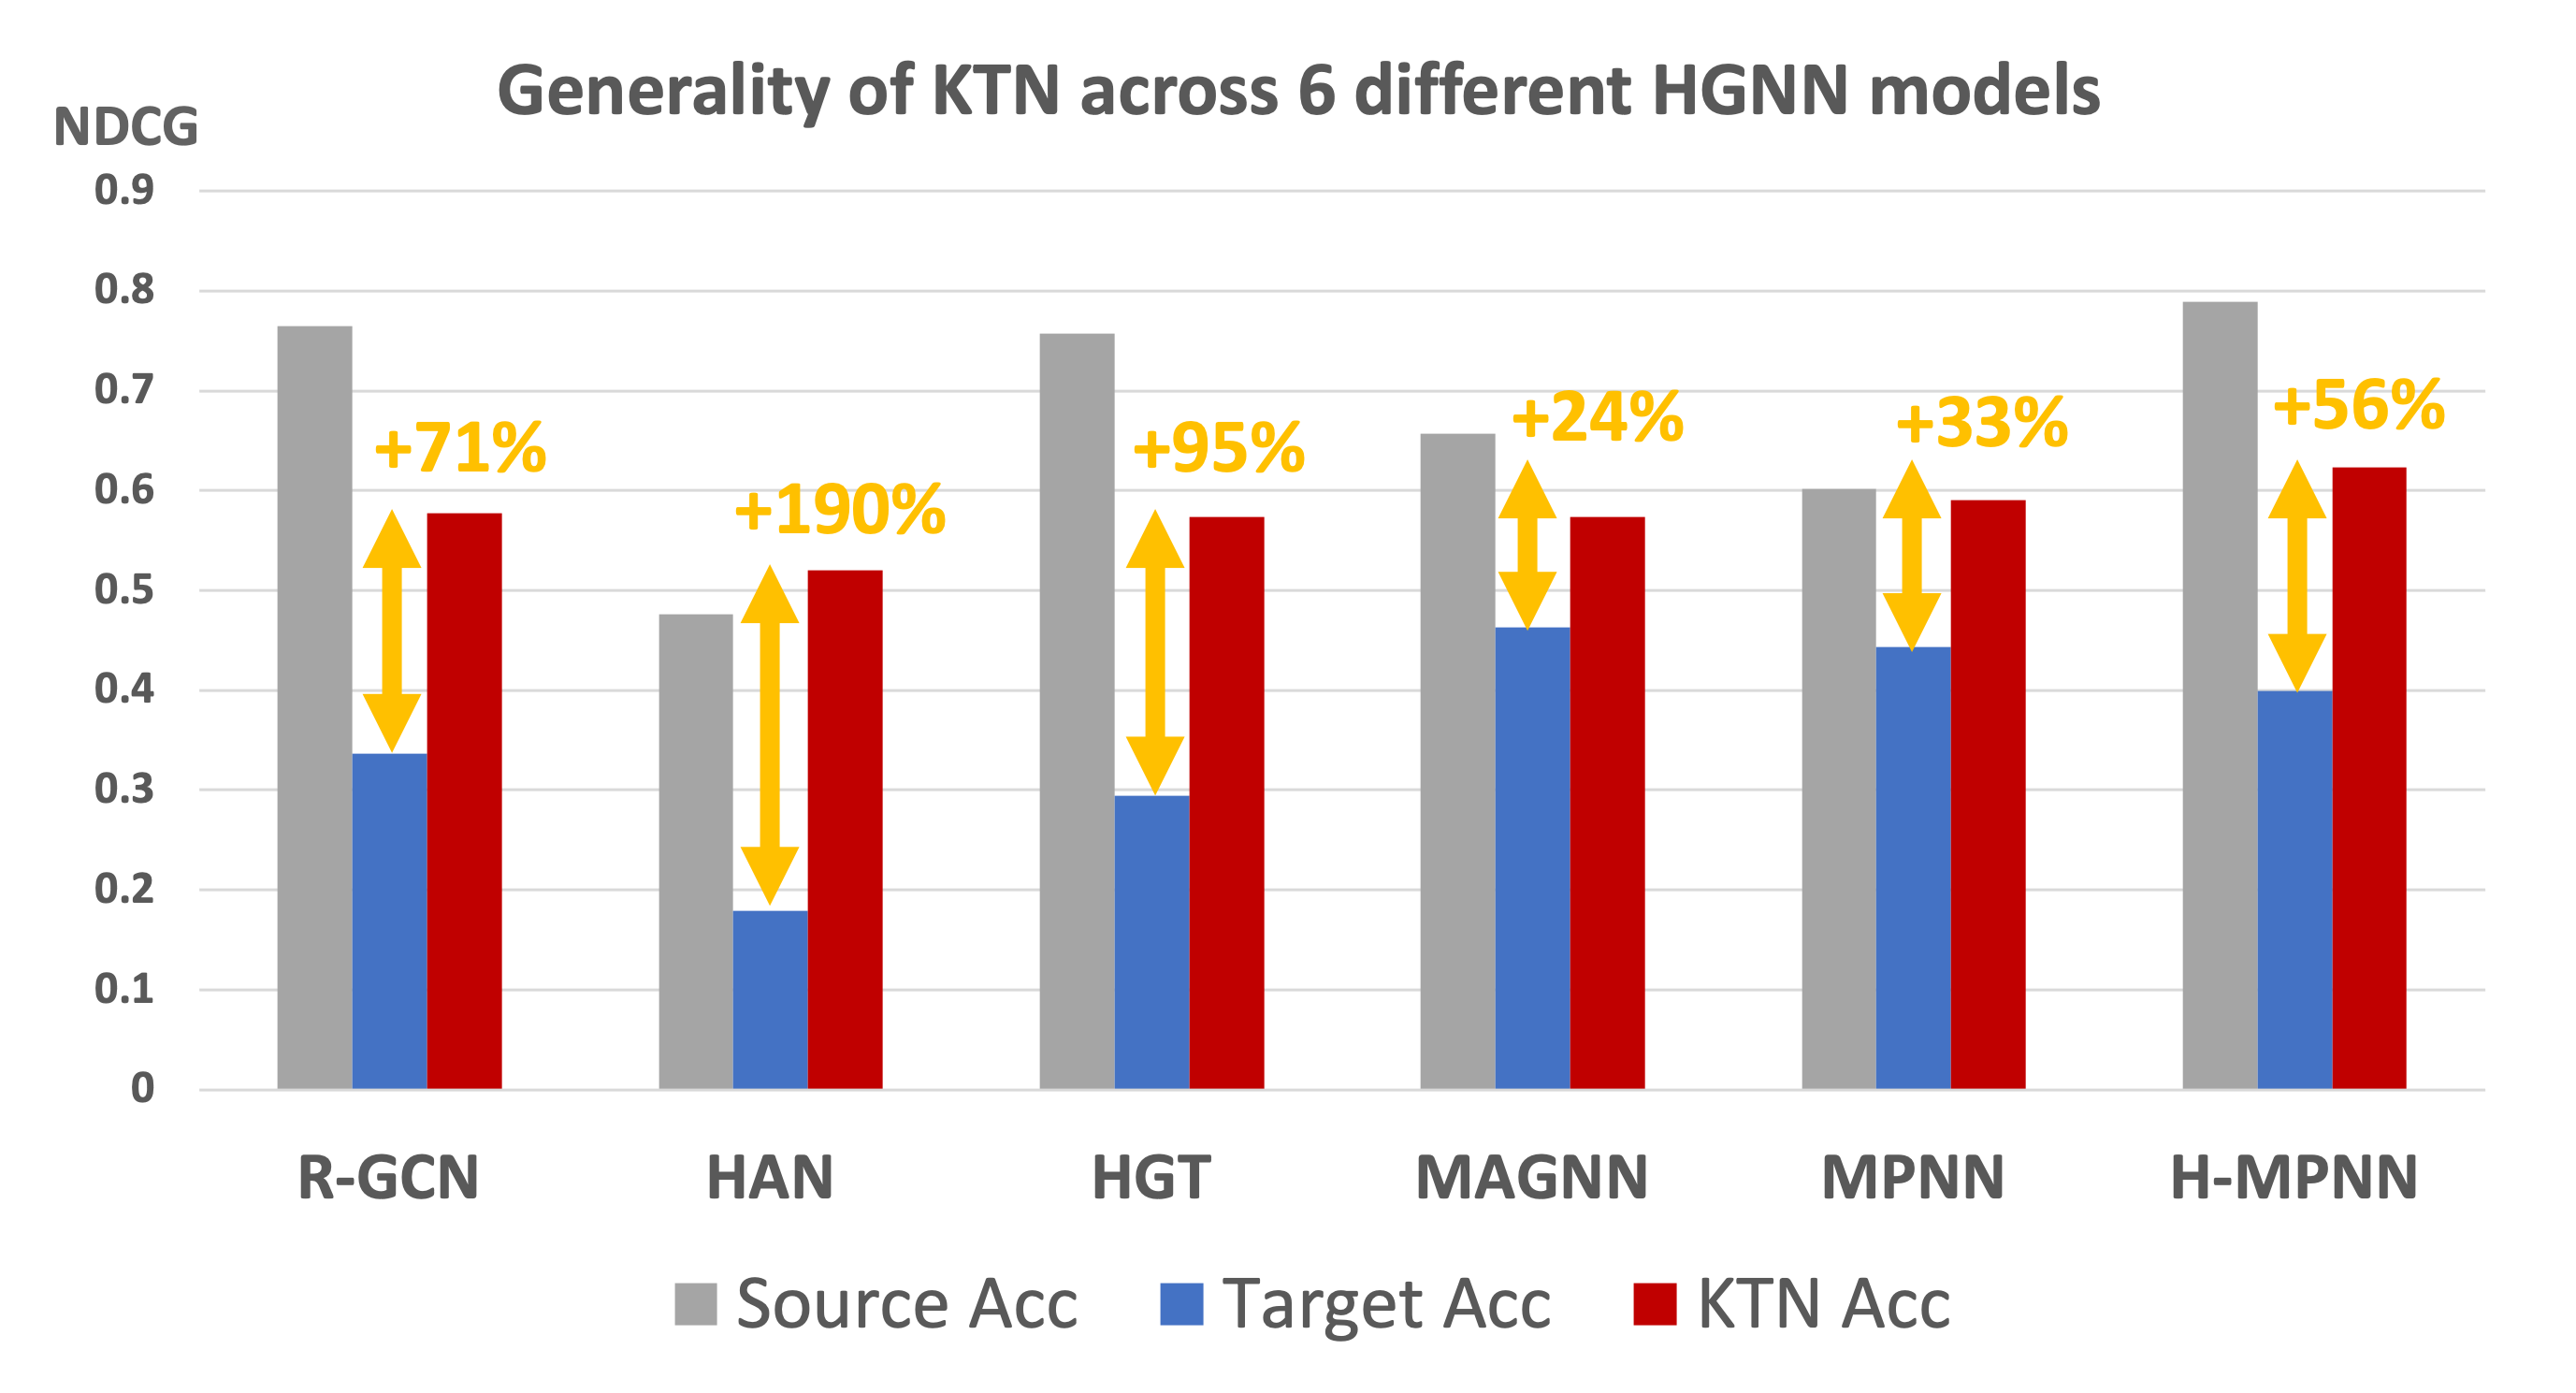 Generality of KTN across 6 different HGNN models
NDCG
0.9
0.8
0.7
0.6
0.5
0.4
0.3
0.2
0.1
0
+71%
+190%
+95%
+24%
+33%
+56%
R-GCN
HAN
HGT
MAGNN
MPNN
H-MPNN
Source Acc
Target Acc
KTN Acc